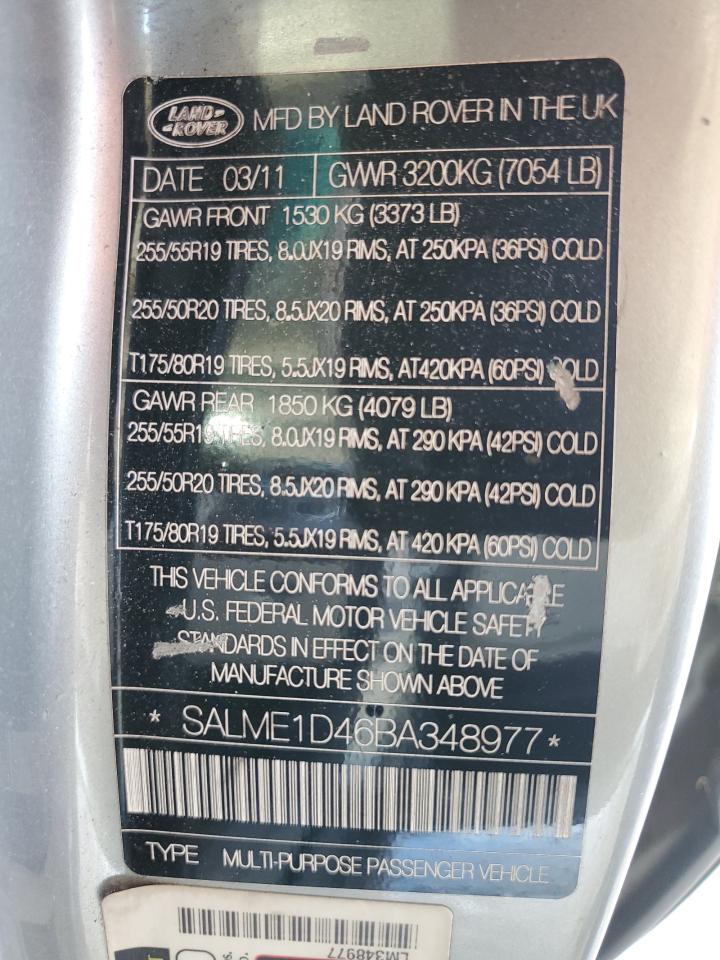 LAND-
-ROVER
MFD BY LAND ROVER IN THE UK
DATE 03/11 GVWR 3200KG (7054 LB)
GAWR FRONT 1530 KG (3373 LB)
255/55R19 TIRES, 8.0JX19 RIMS, AT 250KPA (36PSI) COLD
255/50R20 TIRES, 8.5JX20 RIMS, AT 250KPA (36PSI) COLD
T175/80R19 TIRES, 5.5JX19 RIMS, AT 420KPA (60PSI) COLD
GAWR REAR 1850 KG (4079 LB)
255/55R19 TIRES, 8.0JX19 RIMS, AT 290 KPA (42PSI) COLD
255/50R20 TIRES, 8.5JX20 RIMS, AT 290 KPA (42PSI) COLD
T175/80R19 TIRES, 5.5JX19 RIMS, AT 420 KPA (60PSI) COLD
THIS VEHICLE CONFORMS TO ALL APPLICABLE
U.S. FEDERAL MOTOR VEHICLE SAFETY
STANDARDS IN EFFECT ON THE DATE OF
MANUFACTURE SHOWN ABOVE
* SALME1D46BA348977 *
TYPE MULTI-PURPOSE PASSENGER VEHICLE
LM348977